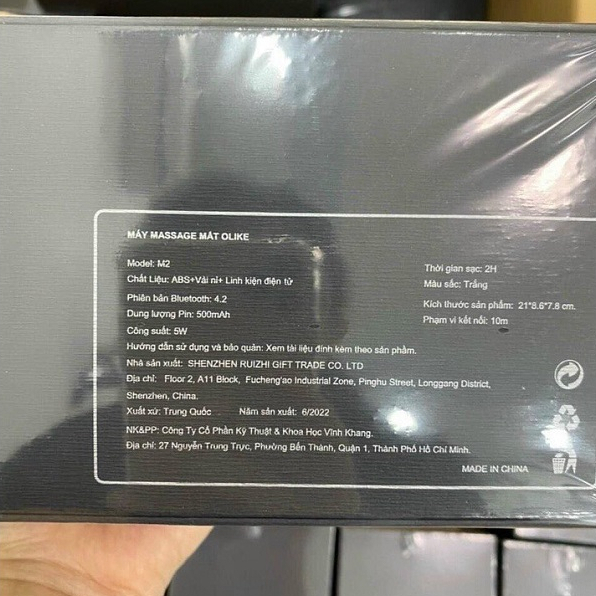 MÁY MASSAGE MẮT OLIKE
Model: M2
Chất Liệu: ABS+Vải nỉ+ Linh kiện điện tử
Phiên bản Bluetooth: 4.2
Dung lượng Pin: 500mAh
Công suất: 5W
Thời gian sạc: 2H
Màu sắc: Trắng
Kích thước sản phẩm: 21*8.6*7.8 cm.
Phạm vi kết nối: 10m
Hướng dẫn sử dụng và bảo quản: Xem tài liệu đính kèm theo sản phẩm.
Nhà sản xuất: SHENZHEN RUIZHI GIFT TRADE CO. LTD
Địa chỉ: Floor 2, A11 Block, Fucheng'ao Industrial Zone, Pinghu Street, Longgang District,
Shenzhen, China.
Xuất xứ: Trung Quốc Năm sản xuất: 6/2022
NK&PP: Công Ty Cổ Phần Kỹ Thuật & Khoa Học Vĩnh Khang.
Địa chỉ: 27 Nguyễn Trung Trực, Phường Bến Thành, Quận 1, Thành Phố Hồ Chí Minh.
MADE IN CHINA